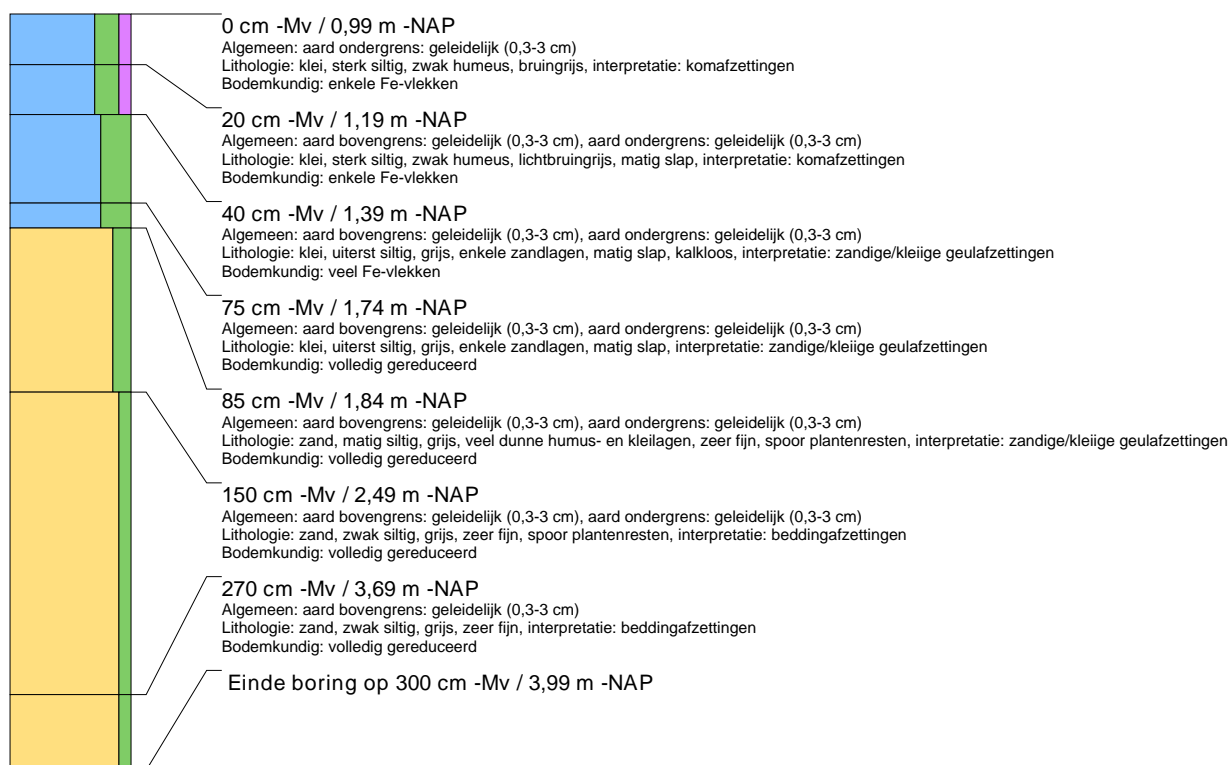 0 cm -Mv / 0,99 m -NAP
Algemeen: aard ondergrens: geleidelijk (0,3-3 cm)
Lithologie: klei, sterk siltig, zwak humeus, bruingrijs, interpretatie: komafzettingen
Bodemkundig: enkele Fe-vlekken
20 cm -Mv / 1,19 m -NAP
Algemeen: aard bovengrens: geleidelijk (0,3-3 cm), aard ondergrens: geleidelijk (0,3-3 cm)
Lithologie: klei, sterk siltig, zwak humeus, lichtbruingrijs, matig slap, interpretatie: komafzettingen
Bodemkundig: enkele Fe-vlekken
40 cm -Mv / 1,39 m -NAP
Algemeen: aard bovengrens: geleidelijk (0,3-3 cm), aard ondergrens: geleidelijk (0,3-3 cm)
Lithologie: klei, uiterst siltig, grijs, enkele zandlagen, matig slap, kalkloos, interpretatie: zandige/kleiige geulafzettingen
Bodemkundig: veel Fe-vlekken
75 cm -Mv / 1,74 m -NAP
Algemeen: aard bovengrens: geleidelijk (0,3-3 cm), aard ondergrens: geleidelijk (0,3-3 cm)
Lithologie: klei, uiterst siltig, grijs, enkele zandlagen, matig slap, interpretatie: zandige/kleiige geulafzettingen
Bodemkundig: volledig gereduceerd
85 cm -Mv / 1,84 m -NAP
Algemeen: aard bovengrens: geleidelijk (0,3-3 cm), aard ondergrens: geleidelijk (0,3-3 cm)
Lithologie: zand, matig siltig, grijs, veel dunne humus- en kleilagen, zeer fijn, spoor plantenresten, interpretatie: zandige/kleiige geulafzettingen
Bodemkundig: volledig gereduceerd
150 cm -Mv / 2,49 m -NAP
Algemeen: aard bovengrens: geleidelijk (0,3-3 cm), aard ondergrens: geleidelijk (0,3-3 cm)
Lithologie: zand, zwak siltig, grijs, zeer fijn, spoor plantenresten, interpretatie: beddingafzettingen
Bodemkundig: volledig gereduceerd
270 cm -Mv / 3,69 m -NAP
Algemeen: aard bovengrens: geleidelijk (0,3-3 cm)
Lithologie: zand, zwak siltig, grijs, zeer fijn, interpretatie: beddingafzettingen
Bodemkundig: volledig gereduceerd
Einde boring op 300 cm -Mv / 3,99 m -NAP